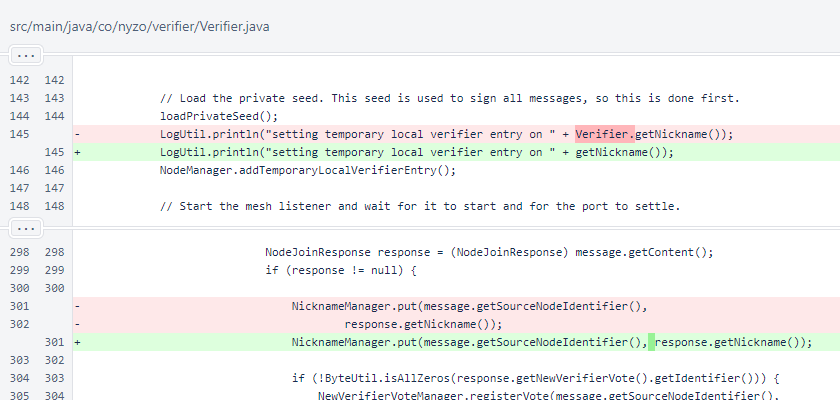 src/main/java/co/nyzo/verifier/Verifier.java
...
142 142
143 143 // Load the private seed. This seed is used to sign all messages, so this is done first.
144 144 loadPrivateSeed();
145 - LogUtil.println("setting temporary local verifier entry on " + Verifier.getNickname());
145 + LogUtil.println("setting temporary local verifier entry on " + getNickname());
146 146 NodeManager.addTemporaryLocalVerifierEntry();
147 147
148 148 // Start the mesh listener and wait for it to start and for the port to settle.
...
298 298 NodeJoinResponse response = (NodeJoinResponse) message.getContent();
299 299 if (response != null) {
300 300
301 - NicknameManager.put(message.getSourceNodeIdentifier(),
302 - response.getNickname());
301 + NicknameManager.put(message.getSourceNodeIdentifier(), response.getNickname());
303 302
304 303 if (!ByteUtil.isAllZeros(response.getNewVerifierVote().getIdentifier())) {
305 304 NewVerifierVoteManager.registerVote(message.getSourceNodeIdentifier(),